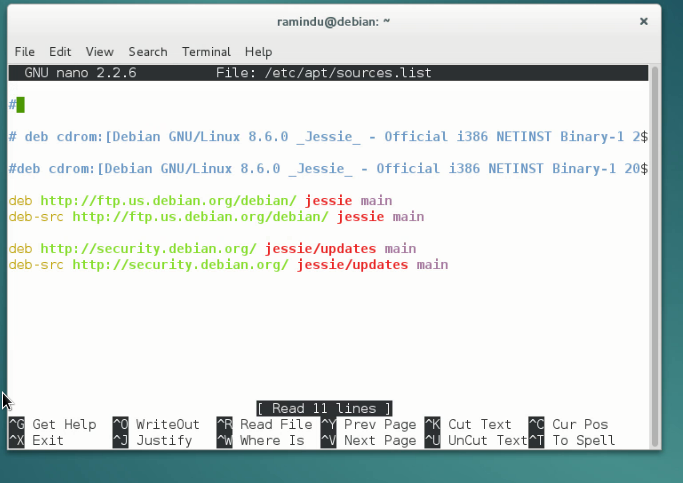 ramindu@debian: ~
×
File Edit View Search Terminal Help
GNU nano 2.2.6 File: /etc/apt/sources.list
#
# deb cdrom:[Debian GNU/Linux 8.6.0 _Jessie_ - Official i386 NETINST Binary-1 2$
#deb cdrom:[Debian GNU/Linux 8.6.0 _Jessie_ - Official i386 NETINST Binary-1 20$
deb http://ftp.us.debian.org/debian/ jessie main
deb-src http://ftp.us.debian.org/debian/ jessie main
deb http://security.debian.org/ jessie/updates main
deb-src http://security.debian.org/ jessie/updates main
[ Read 11 lines ]
^G Get Help ^O WriteOut ^R Read File ^Y Prev Page ^K Cut Text ^C Cur Pos
^X Exit ^J Justify ^W Where Is ^V Next Page ^U UnCut Text ^T To Spell